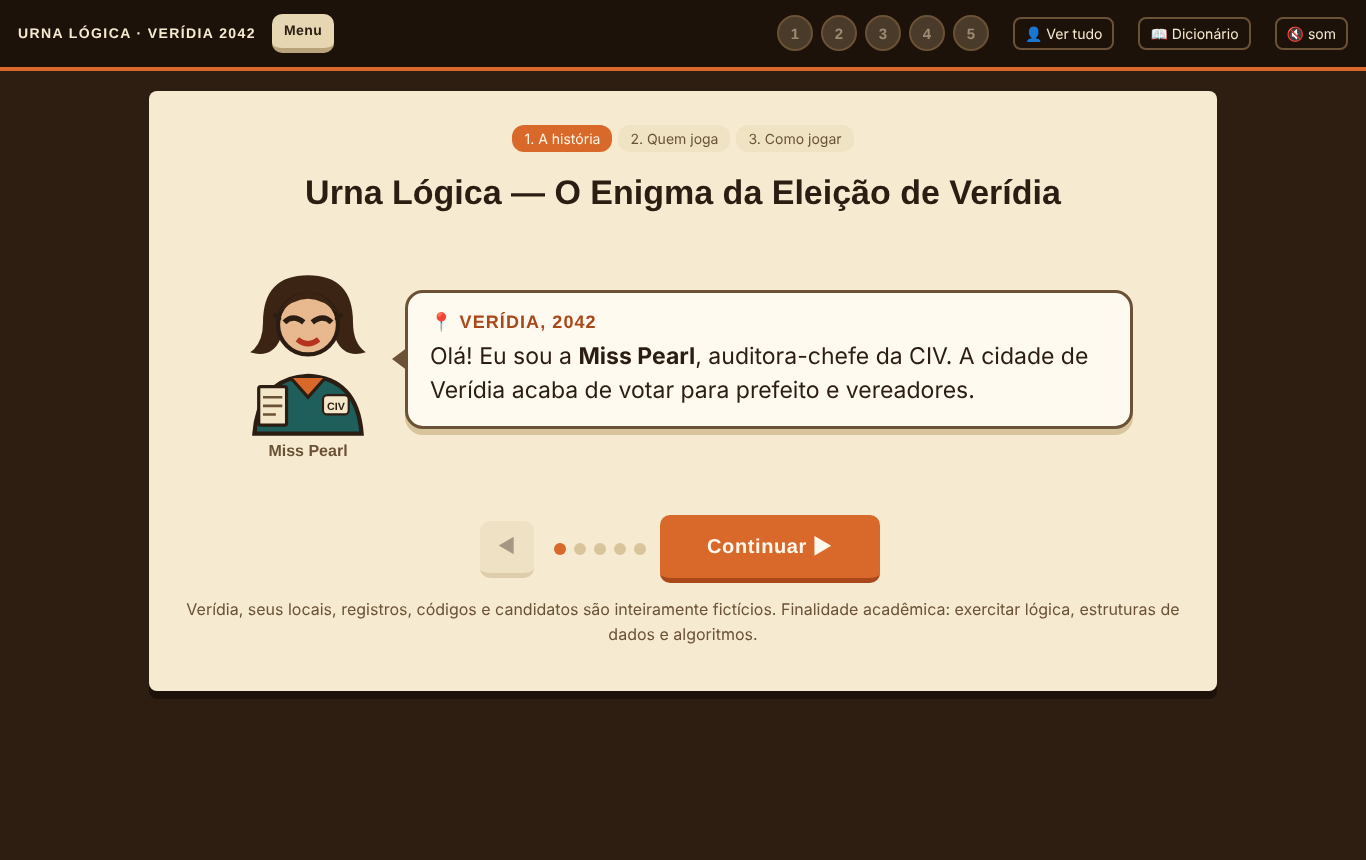 URNA LÓGICA · VERÍDIA 2042
Menu
1 2 3 4 5
👤 Ver tudo
📖 Dicionário
🔇 som
1. A história
2. Quem joga
3. Como jogar
Urna Lógica — O Enigma da Eleição de Verídia
📍 VERÍDIA, 2042
Olá! Eu sou a Miss Pearl, auditora-chefe da CIV. A cidade de
Verídia acaba de votar para prefeito e vereadores.
CIV
Miss Pearl
◀
Continuar ▶
Verídia, seus locais, registros, códigos e candidatos são inteiramente fictícios. Finalidade acadêmica: exercitar lógica, estruturas de
dados e algoritmos.